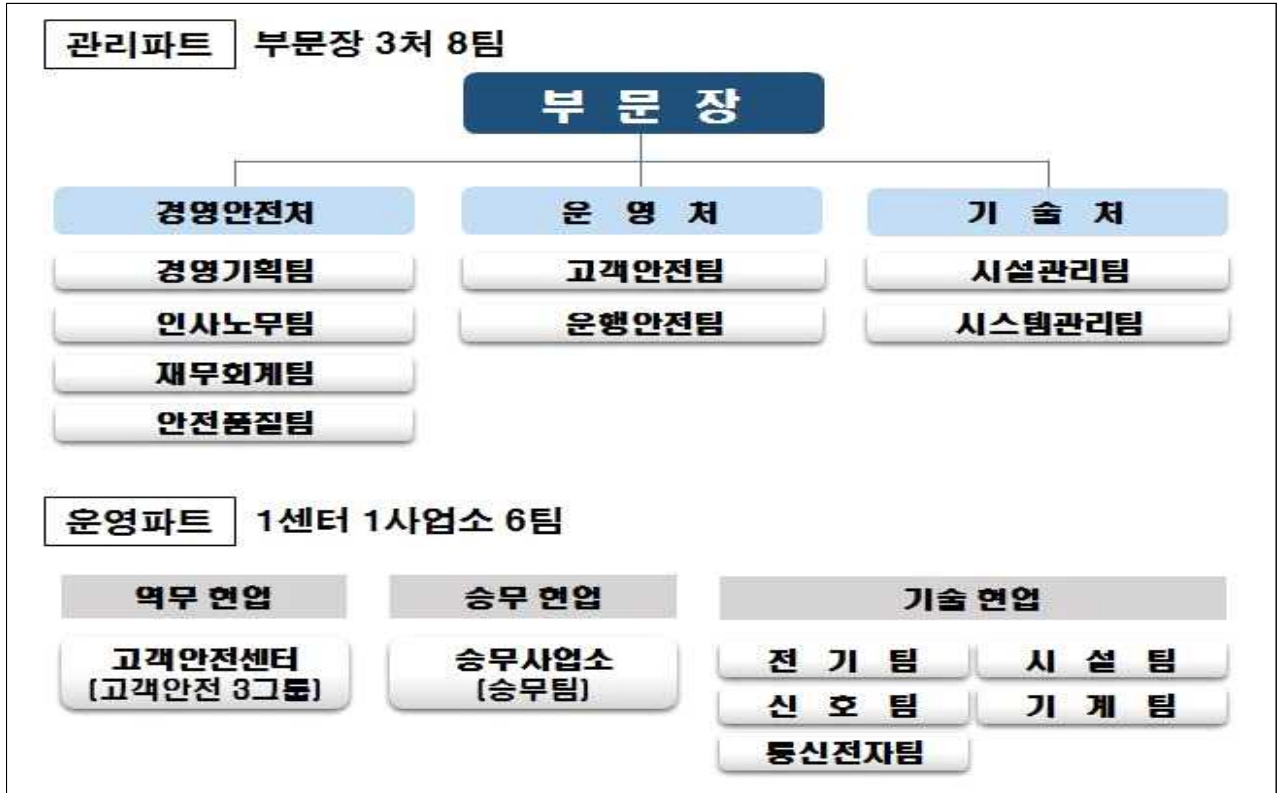 관리파트 부문장 3처 8팀
부 문 장
경영안전처 운 영 처 기 술 처
경영기획팀 고객안전팀 시설관리팀
인사노무팀 운행안전팀 시스템관리팀
재무회계팀
안전품질팀
운영파트 1센터 1사업소 6팀
역무 현업 승무 현업 기술 현업
고객안전센터 승무사업소 전 기 팀 시 설 팀
(고객안전 3그룹) (승무팀) 신 호 팀 기 계 팀
통신전자팀